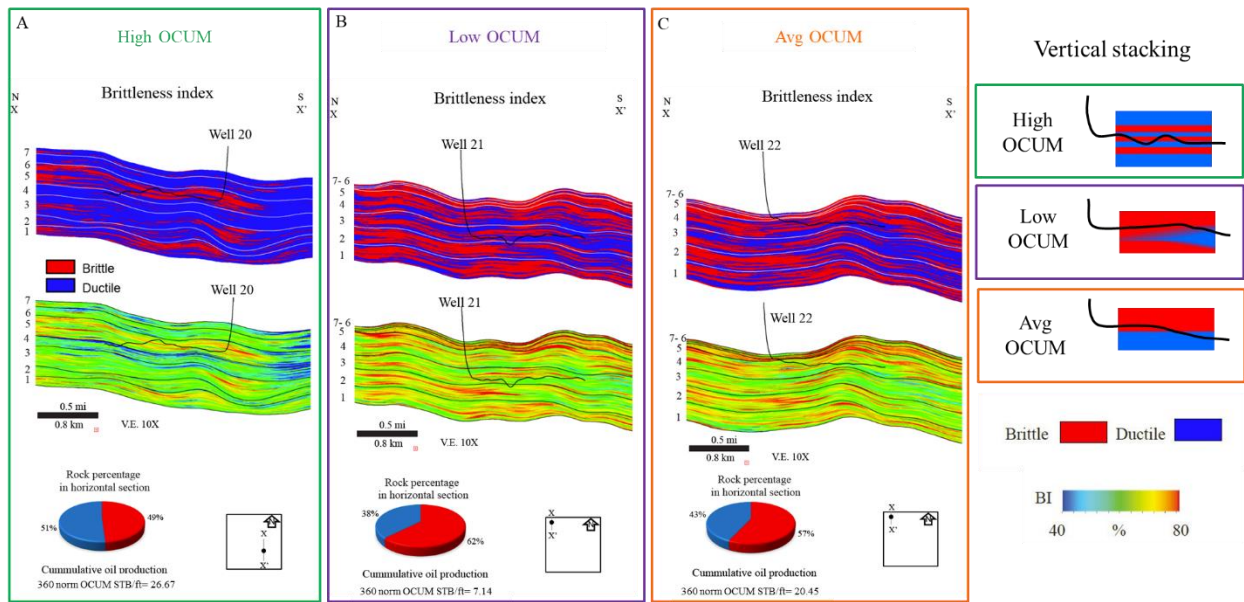 A
High OCUM
Brittleness index
N
X
S
X'
Well 20
7
6
5
4
3
2
1
Brittle
Ductile
Well 20
7
6
5
4
3
2
1
0.5 mi
0.8 km
V.E. 10X
Rock percentage
in horizontal section
51%
49%
X
X'
Cummulative oil production
360 norm OCUM STB/ft= 26.67
B
Low OCUM
Brittleness index
N
X
S
X'
Well 21
7- 6
5
4
3
2
1
Well 21
7- 6
5
4
3
2
1
0.5 mi
0.8 km
V.E. 10X
Rock percentage
in horizontal section
38%
62%
X
X'
Cummulative oil production
360 norm OCUM STB/ft= 7.14
C
Avg OCUM
Brittleness index
N
X
S
X'
Well 22
7- 6
5
4
3
2
1
Well 22
7- 6
5
4
3
2
1
0.5 mi
0.8 km
V.E. 10X
Rock percentage
in horizontal section
43%
57%
X
X'
Cummulative oil production
360 norm OCUM STB/ft= 20.45
Vertical stacking
High
OCUM
Low
OCUM
Avg
OCUM
Brittle
Ductile
BI
40
%
80